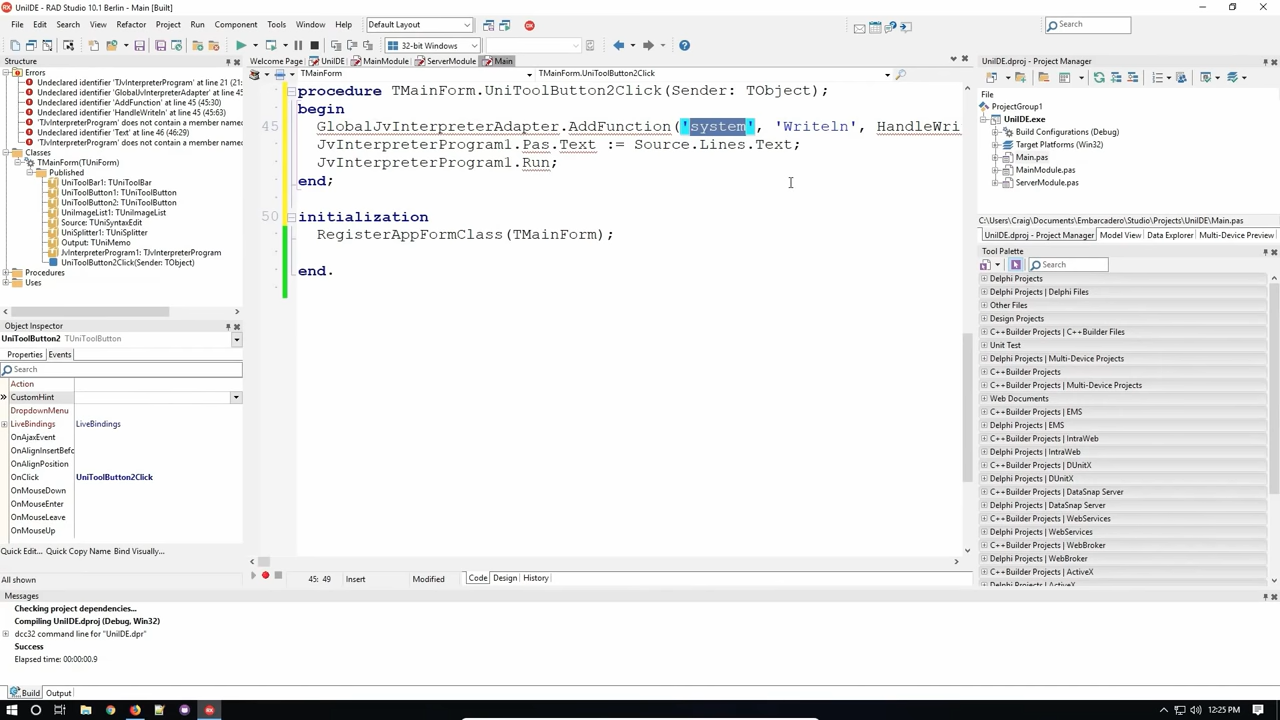 UniIDE - RAD Studio 10.1 Berlin - Main [Built]
File Edit Search View Refactor Project Run Component Tools Window Help Default Layout
Search
32-bit Windows
Structure
Errors
Undeclared identifier 'TJvInterpreterProgram' at line 21 (21:
Undeclared identifier 'GlobalJvInterpreterAdapter' at line 45
Undeclared identifier 'AddFunction' at line 45 (45:30)
Undeclared identifier 'HandleWriteln' at line 45 (45:63)
'TJvInterpreterProgram' does not contain a member named
Undeclared identifier 'Text' at line 46 (46:29)
'TJvInterpreterProgram' does not contain a member named
Classes
TMainForm(TUniForm)
Published
UniToolBar1: TUniToolBar
UniToolButton1: TUniToolButton
UniToolButton2: TUniToolButton
UniImageList1: TUniImageList
Source: TUniSyntaxEdit
UniSplitter1: TUniSplitter
Output: TUniMemo
JvInterpreterProgram1: TJvInterpreterProgram
UniToolButton2Click(Sender: TObject)
Procedures
Uses
Object Inspector
UniToolButton2 TUniToolButton
Properties Events
Search
Action
CustomHint
DropdownMenu
LiveBindings LiveBindings
OnAjaxEvent
OnAlignInsertBefo
OnAlignPosition
OnClick UniToolButton2Click
OnMouseDown
OnMouseEnter
OnMouseLeave
OnMouseUp
Quick Edit... Quick Copy Name Bind Visually...
All shown
Welcome Page UniIDE MainModule ServerModule Main
TMainForm TMainForm.UniToolButton2Click
procedure TMainForm.UniToolButton2Click(Sender: TObject);
begin
45 GlobalJvInterpreterAdapter.AddFunction('system', 'Writeln', HandleWri
JvInterpreterProgram1.Pas.Text := Source.Lines.Text;
JvInterpreterProgram1.Run;
end;
50 initialization
RegisterAppFormClass(TMainForm);
end.
45: 49 Insert Modified Code Design History
UniIDE.dproj - Project Manager
File
ProjectGroup1
UniIDE.exe
Build Configurations (Debug)
Target Platforms (Win32)
Main.pas
MainModule.pas
ServerModule.pas
C:\Users\Craig\Documents\Embarcadero\Studio\Projects\UniIDE\Main.pas
UniIDE.dproj - Project Manager Model View Data Explorer Multi-Device Preview
Tool Palette
Search
Delphi Projects
Delphi Projects | Delphi Files
Other Files
Design Projects
C++Builder Projects | C++Builder Files
Unit Test
Delphi Projects | Multi-Device Projects
C++Builder Projects
C++Builder Projects | Multi-Device Projects
Web Documents
C++Builder Projects | EMS
Delphi Projects | EMS
C++Builder Projects | IntraWeb
Delphi Projects | IntraWeb
C++Builder Projects | DUnitX
Delphi Projects | DUnitX
C++Builder Projects | DataSnap Server
Delphi Projects | DataSnap Server
C++Builder Projects | WebServices
Delphi Projects | WebServices
C++Builder Projects | WebBroker
Delphi Projects | WebBroker
C++Builder Projects | ActiveX
Delphi Projects | ActiveX
Messages
Checking project dependencies...
Compiling UniIDE.dproj (Debug, Win32)
dcc32 command line for "UniIDE.dpr"
Success
Elapsed time: 00:00:00.9
Build Output
12:25 PM